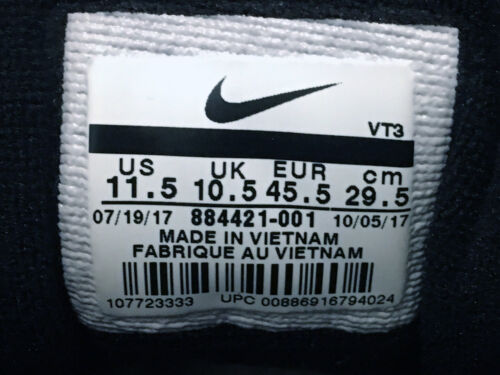 VT3
US UK EUR cm
11.5 10.5 45.5 29.5
07/19/17 884421-001 10/05/17
MADE IN VIETNAM
FABRIQUE AU VIETNAM
107723333 UPC 00886916794024